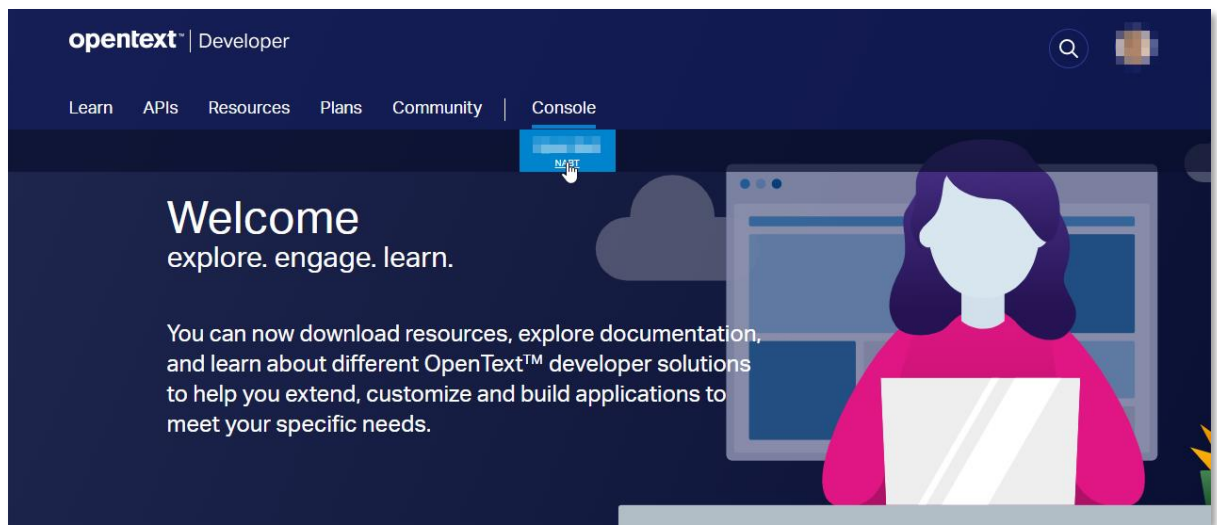 opentext™ | Developer
Learn APIs Resources Plans Community | Console
Welcome
explore. engage. learn.
You can now download resources, explore documentation,
and learn about different OpenText™ developer solutions
to help you extend, customize and build applications to
meet your specific needs.